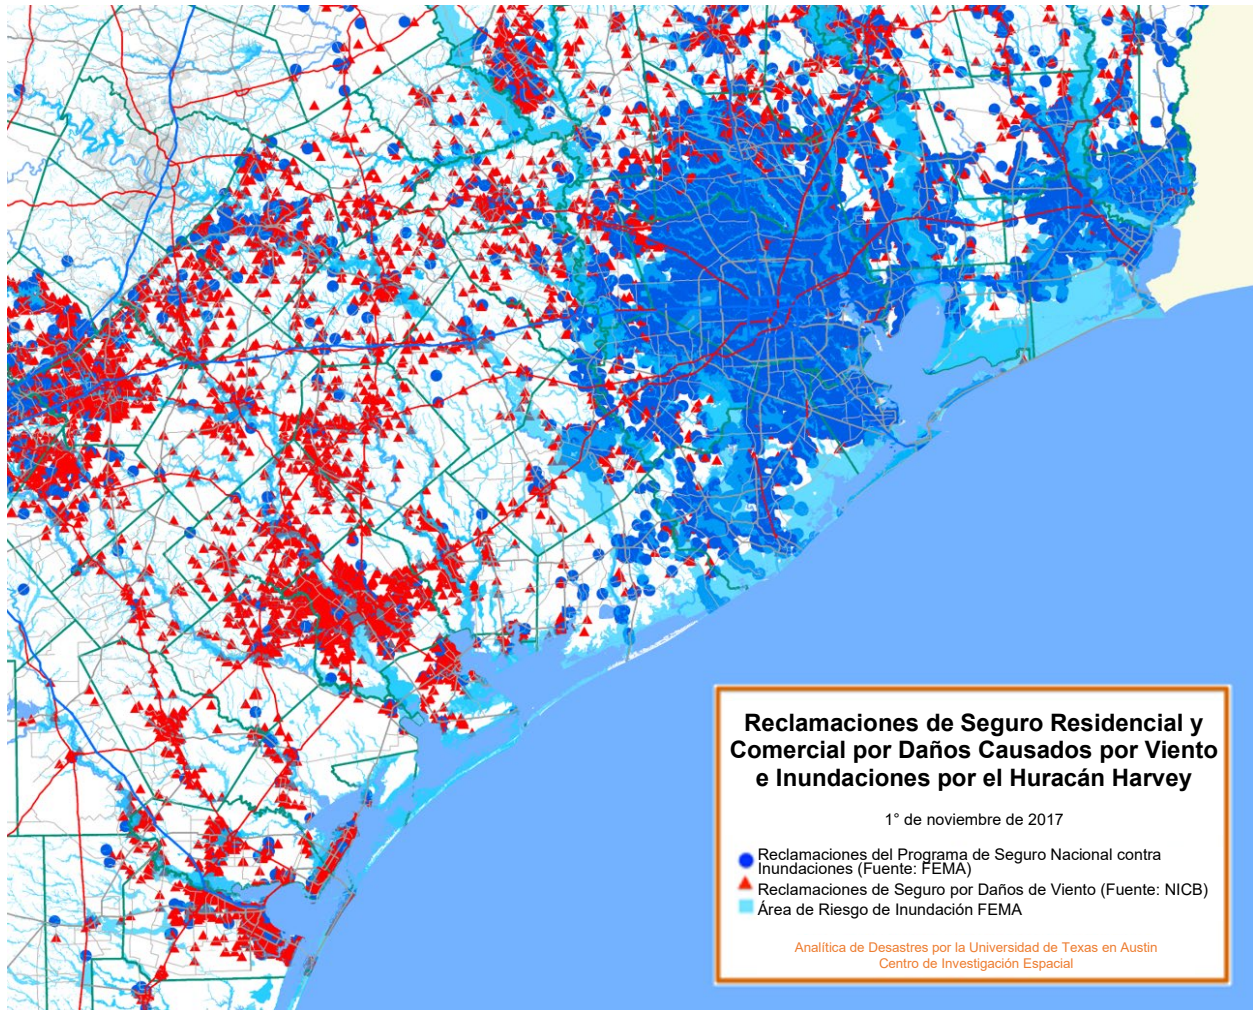 Reclamaciones de Seguro Residencial y
Comercial por Daños Causados por Viento
e Inundaciones por el Huracán Harvey
1° de noviembre de 2017
Reclamaciones del Programa de Seguro Nacional contra
Inundaciones (Fuente: FEMA)
Reclamaciones de Seguro por Daños de Viento (Fuente: NICB)
Área de Riesgo de Inundación FEMA
Analítica de Desastres por la Universidad de Texas en Austin
Centro de Investigación Espacial